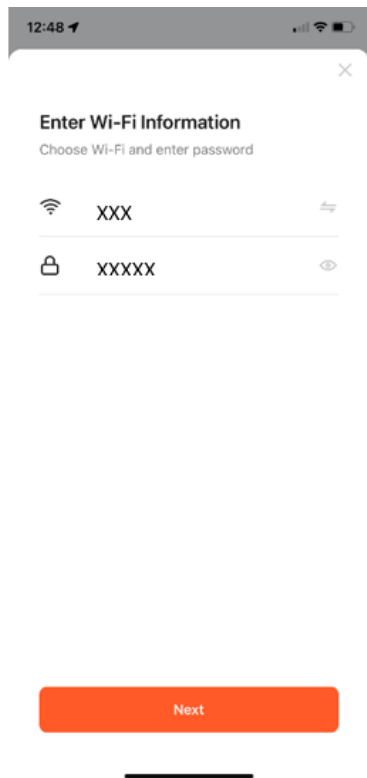 12:48
Enter Wi-Fi Information
Choose Wi-Fi and enter password
XXX
XXXXX
Next